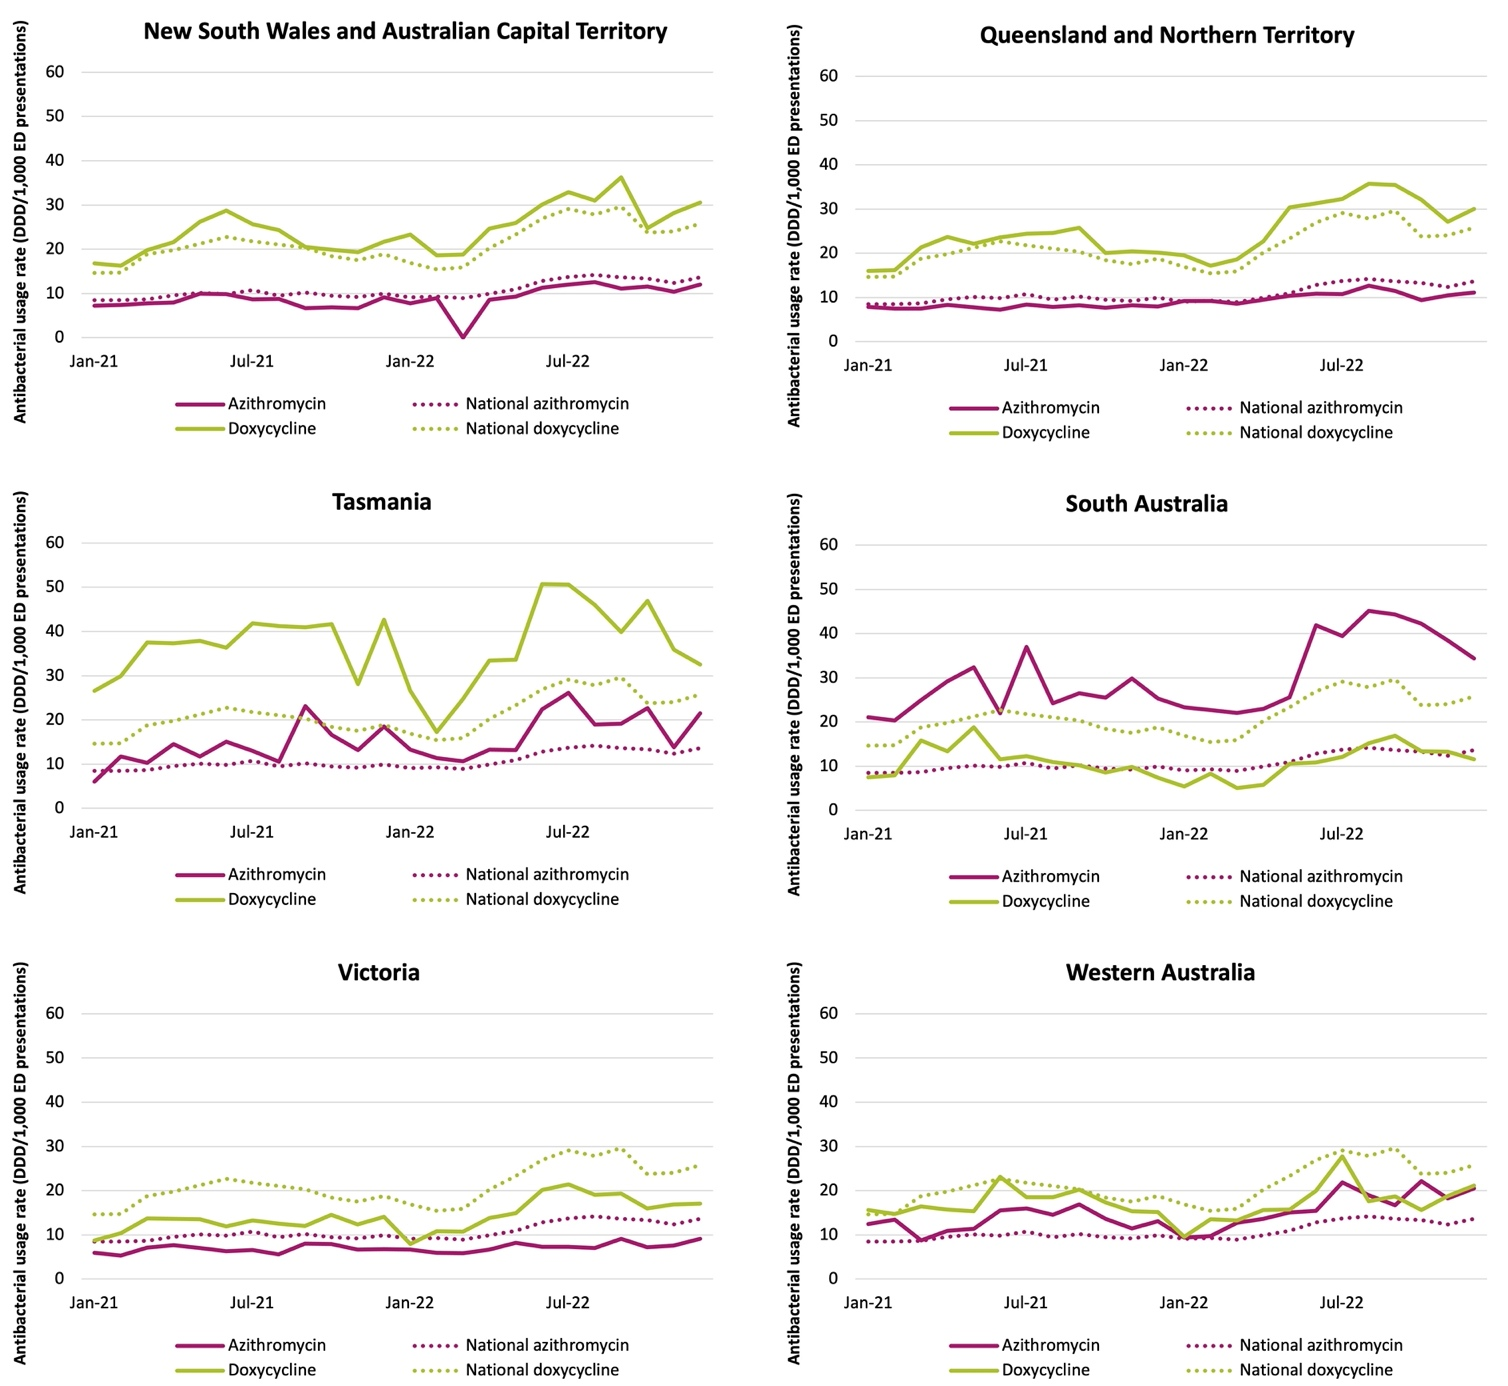 New South Wales and Australian Capital Territory
Antibacterial usage rate (DDD/1,000 ED presentations)
60
50
40
30
20
10
0
Jan-21 Jul-21 Jan-22 Jul-22
Azithromycin National azithromycin
Doxycycline National doxycycline
Queensland and Northern Territory
Antibacterial usage rate (DDD/1,000 ED presentations)
60
50
40
30
20
10
0
Jan-21 Jul-21 Jan-22 Jul-22
Azithromycin National azithromycin
Doxycycline National doxycycline
Tasmania
Antibacterial usage rate (DDD/1,000 ED presentations)
60
50
40
30
20
10
0
Jan-21 Jul-21 Jan-22 Jul-22
Azithromycin National azithromycin
Doxycycline National doxycycline
South Australia
Antibacterial usage rate (DDD/1,000 ED presentations)
60
50
40
30
20
10
0
Jan-21 Jul-21 Jan-22 Jul-22
Azithromycin National azithromycin
Doxycycline National doxycycline
Victoria
Antibacterial usage rate (DDD/1,000 ED presentations)
60
50
40
30
20
10
0
Jan-21 Jul-21 Jan-22 Jul-22
Azithromycin National azithromycin
Doxycycline National doxycycline
Western Australia
Antibacterial usage rate (DDD/1,000 ED presentations)
60
50
40
30
20
10
0
Jan-21 Jul-21 Jan-22 Jul-22
Azithromycin National azithromycin
Doxycycline National doxycycline